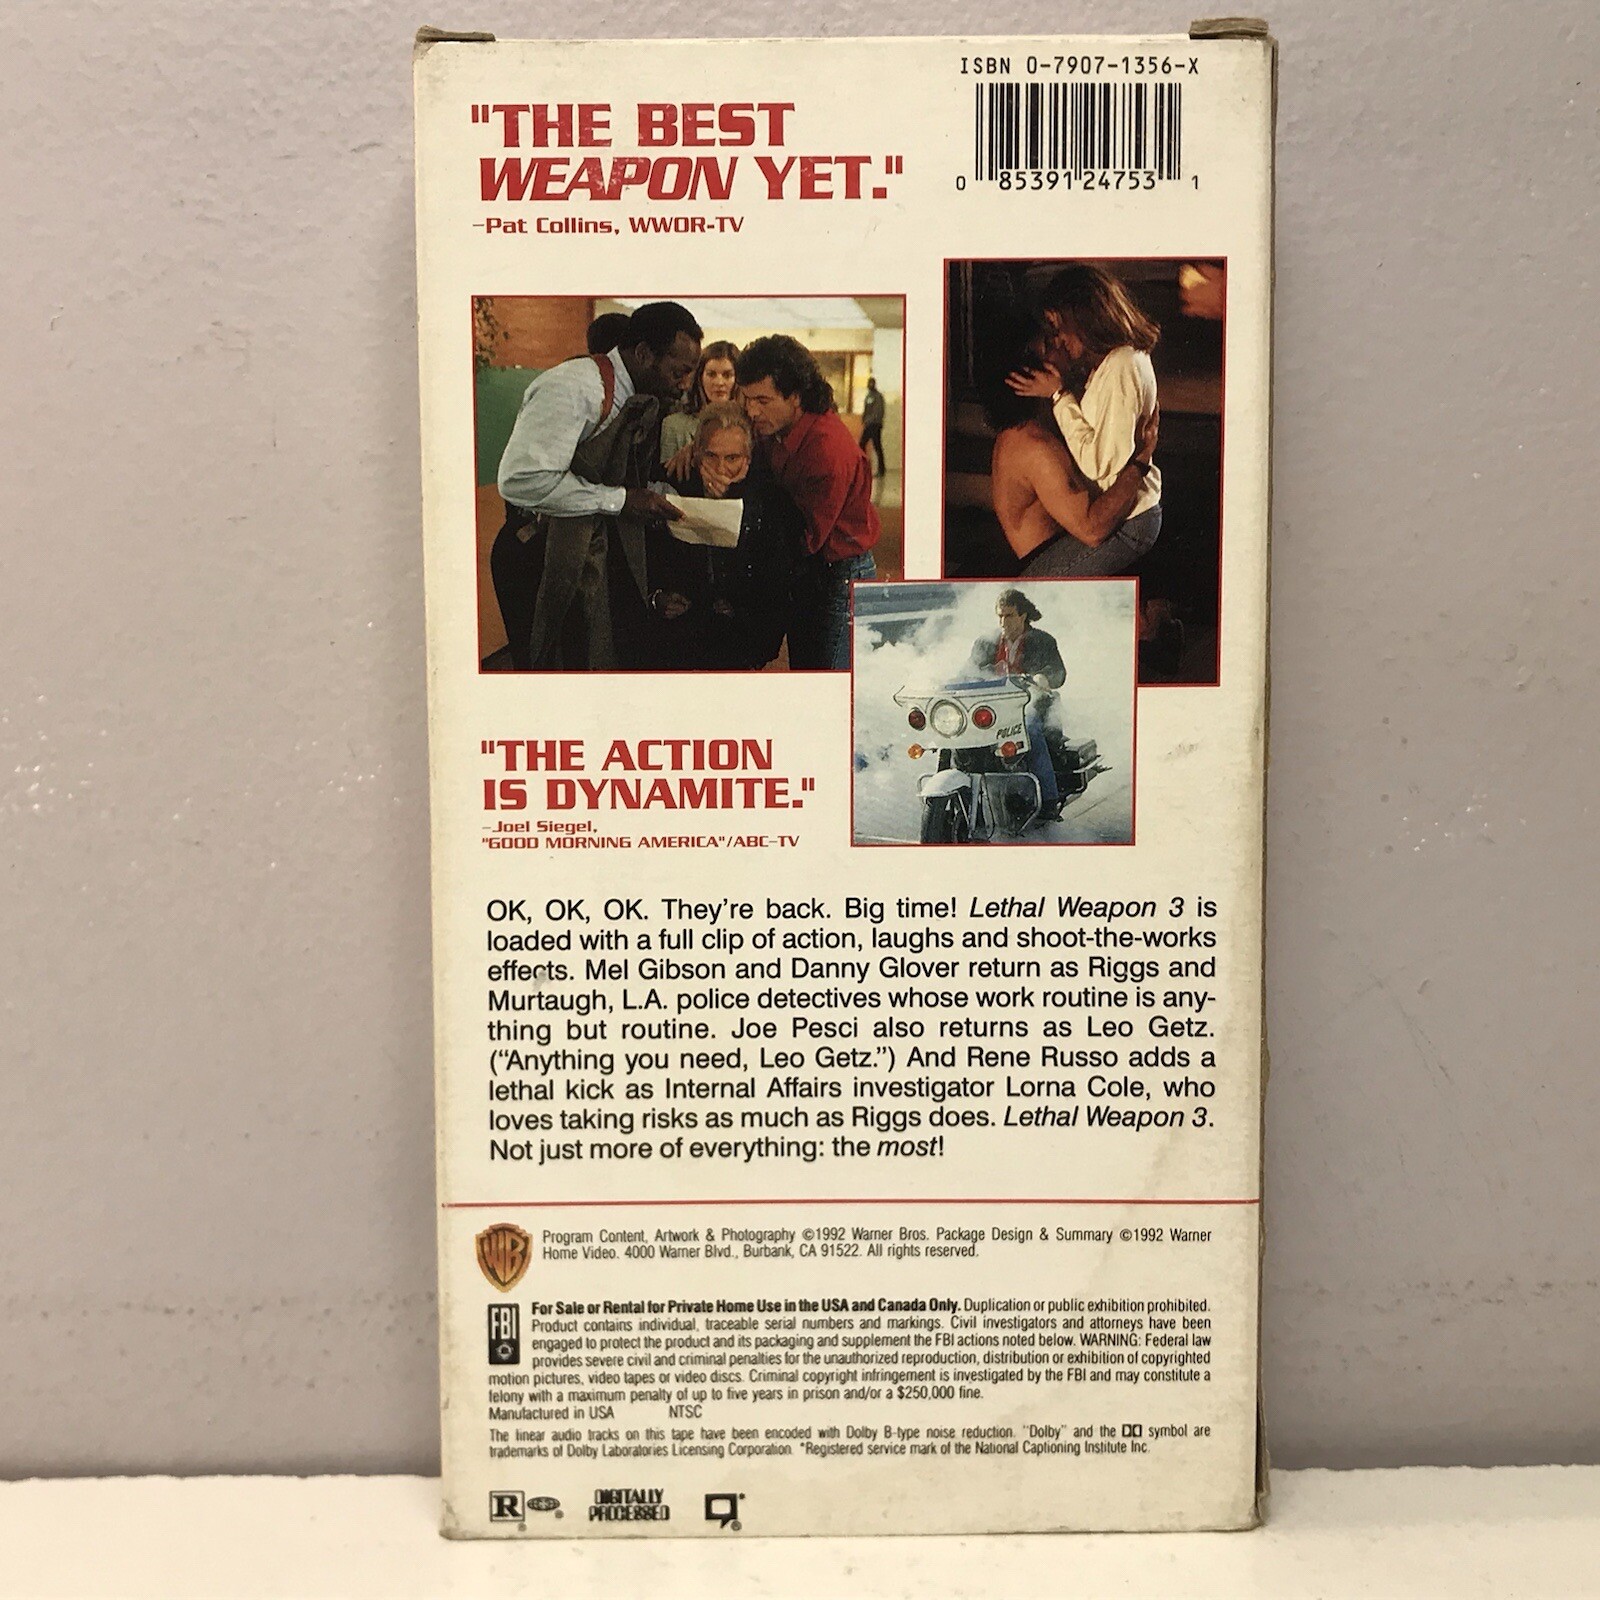 ISBN 0-7907-1356-X
"THE BEST
WEAPON YET."
-Pat Collins, WWOR-TV
0 85391 24753 1
POLICE
"THE ACTION
IS DYNAMITE."
-Joel Siegel,
"GOOD MORNING AMERICA"/ABC-TV
OK, OK, OK. They're back. Big time! Lethal Weapon 3 is
loaded with a full clip of action, laughs and shoot-the-works
effects. Mel Gibson and Danny Glover return as Riggs and
Murtaugh, L.A. police detectives whose work routine is any-
thing but routine. Joe Pesci also returns as Leo Getz.
("Anything you need, Leo Getz.") And Rene Russo adds a
lethal kick as Internal Affairs investigator Lorna Cole, who
loves taking risks as much as Riggs does. Lethal Weapon 3.
Not just more of everything: the most!
WB
Program Content, Artwork & Photography ©1992 Warner Bros. Package Design & Summary ©1992 Warner
Home Video. 4000 Warner Blvd., Burbank, CA 91522. All rights reserved.
FBI
For Sale or Rental for Private Home Use in the USA and Canada Only. Duplication or public exhibition prohibited.
Product contains individual, traceable serial numbers and markings. Civil investigators and attorneys have been
engaged to protect the product and its packaging and supplement the FBI actions noted below. WARNING: Federal law
provides severe civil and criminal penalties for the unauthorized reproduction, distribution or exhibition of copyrighted
motion pictures, video tapes or video discs. Criminal copyright infringement is investigated by the FBI and may constitute a
felony with a maximum penalty of up to five years in prison and/or a $250,000 fine.
Manufactured in USA NTSC
The linear audio tracks on this tape have been encoded with Dolby B-type noise reduction. "Dolby" and the symbol are
trademarks of Dolby Laboratories Licensing Corporation. *Registered service mark of the National Captioning Institute Inc.
R ® ®
DIGITALLY
PROCESSED
*®